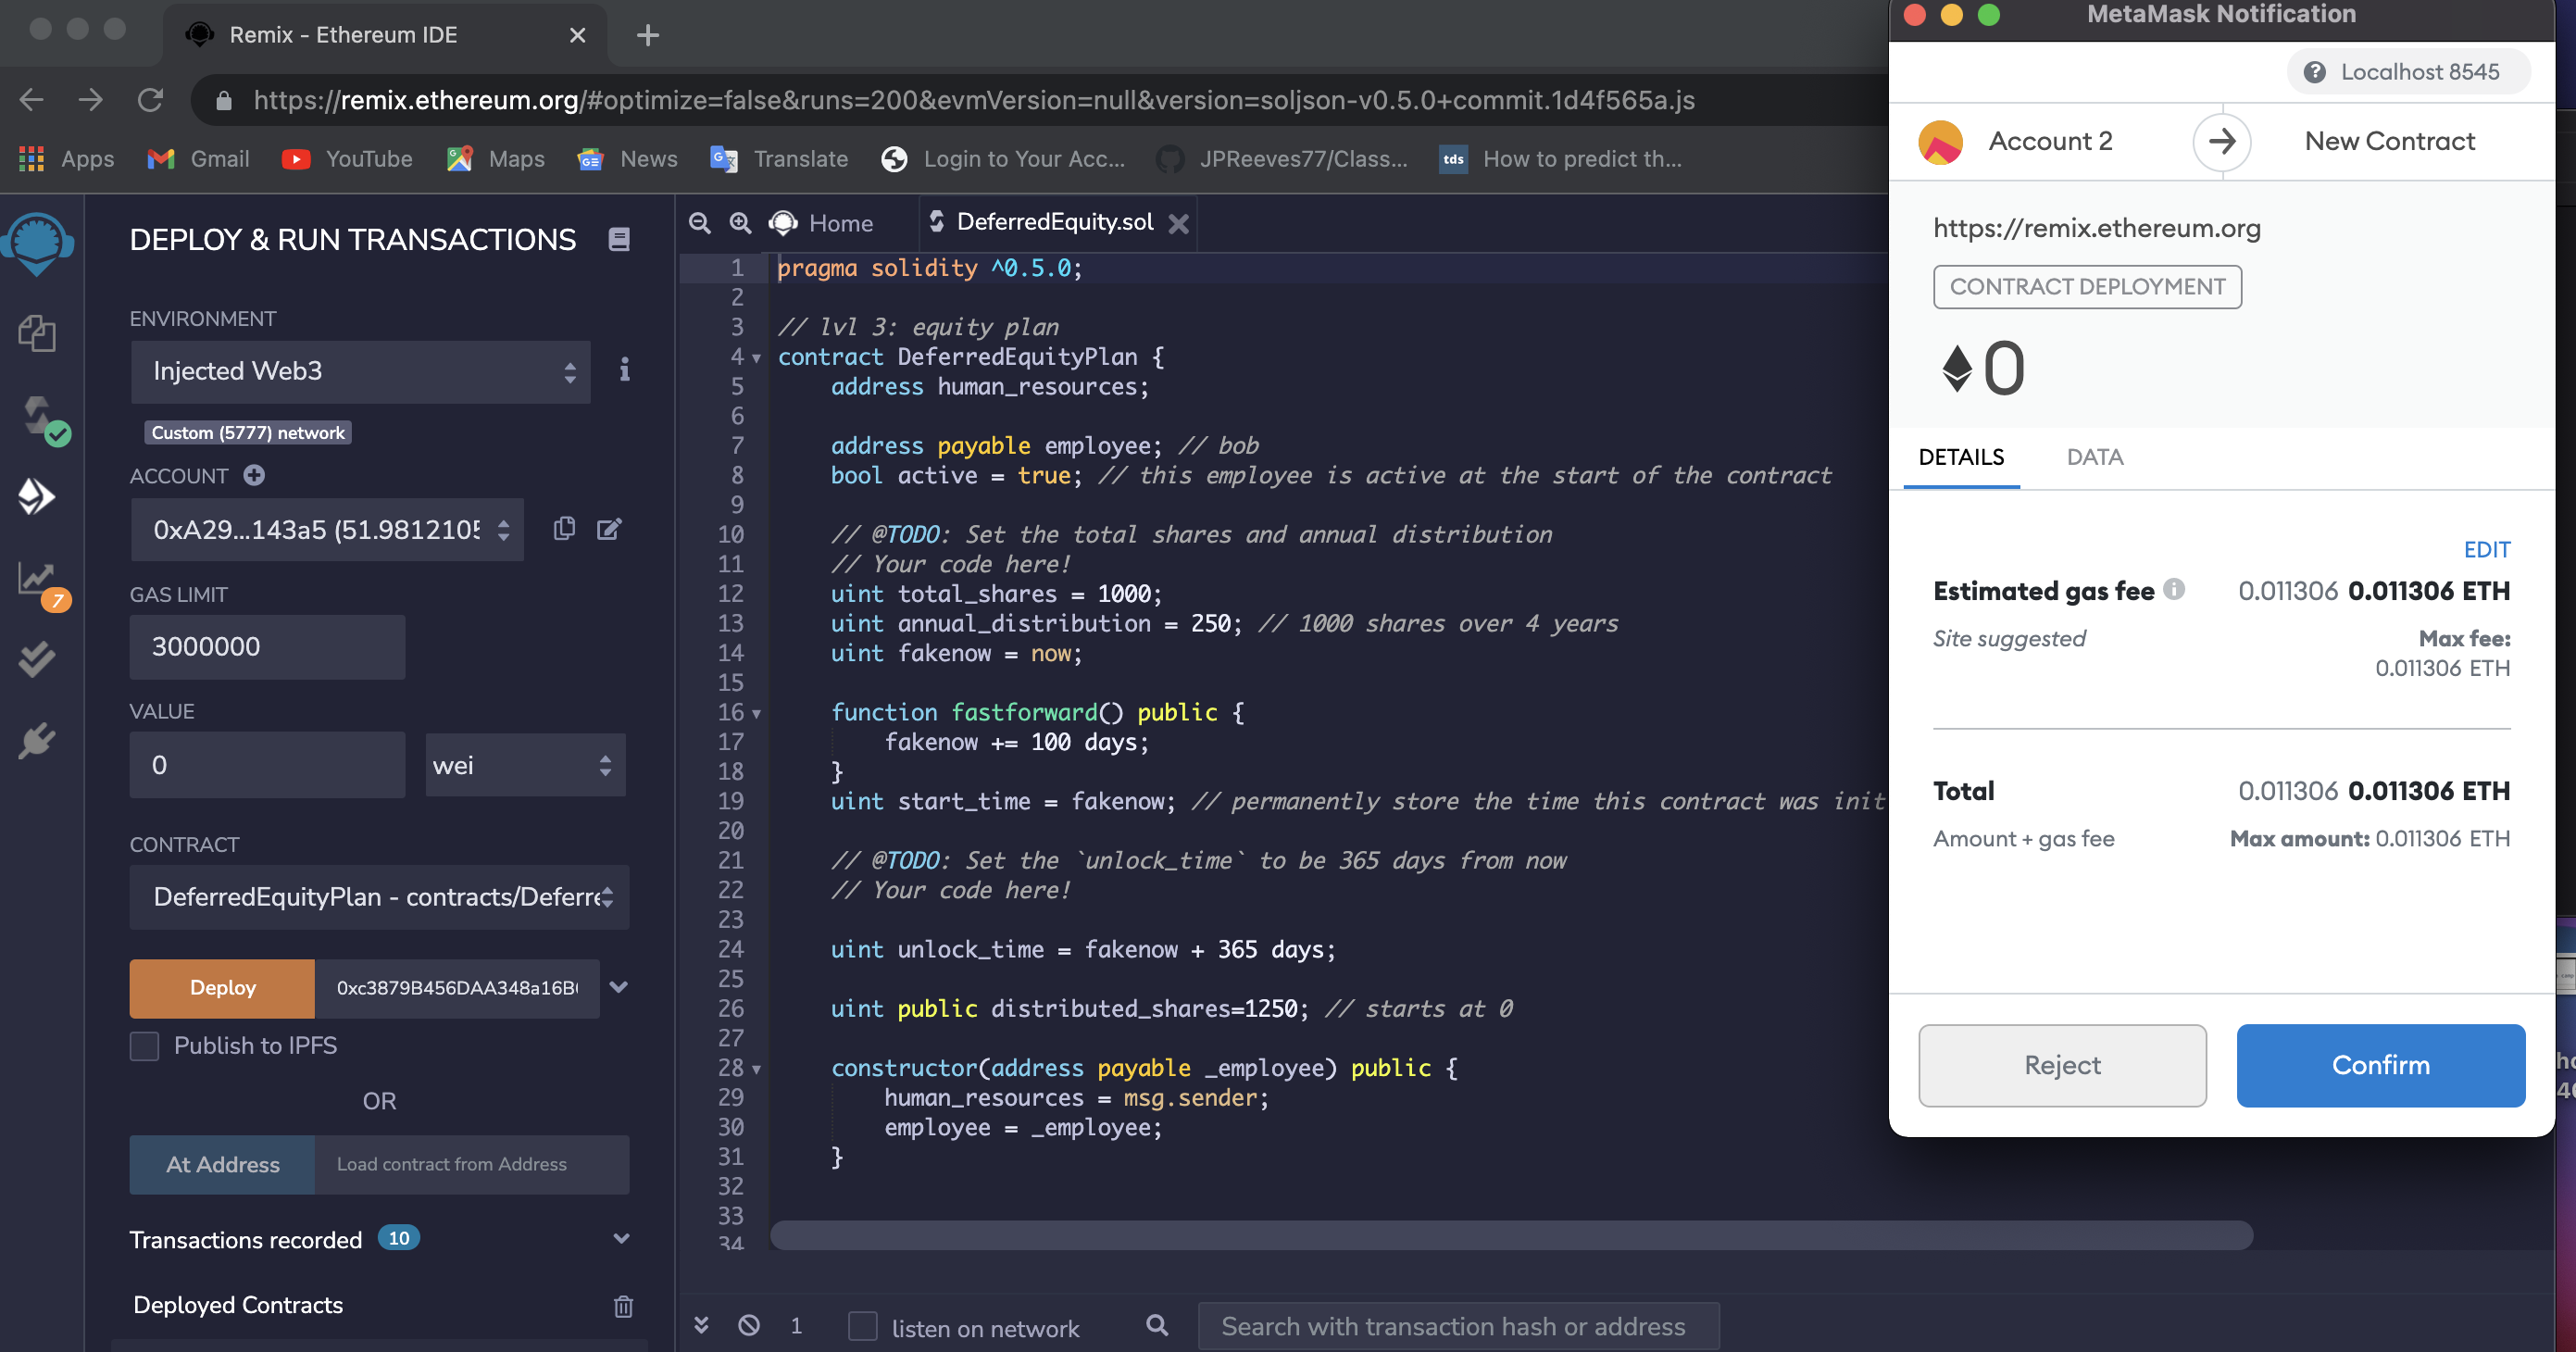 Remix - Ethereum IDE
https://remix.ethereum.org/#optimize=false&runs=200&evmVersion=null&version=soljson-v0.5.0+commit.1d4f565a.js
Apps Gmail YouTube Maps News Translate Login to Your Acc... JPReeves77/Class... tds How to predict th...
DEPLOY & RUN TRANSACTIONS
ENVIRONMENT
Injected Web3
Custom (5777) network
ACCOUNT
0xA29...143a5 (51.9812105
GAS LIMIT
3000000
7
VALUE
0 wei
CONTRACT
DeferredEquityPlan - contracts/Deferre
Deploy 0xc3879B456DAA348a16B
Publish to IPFS
OR
At Address Load contract from Address
Transactions recorded 10
Deployed Contracts
Home DeferredEquity.sol
1 pragma solidity ^0.5.0;
2
3 // lvl 3: equity plan
4 contract DeferredEquityPlan {
5 address human_resources;
6
7 address payable employee; // bob
8 bool active = true; // this employee is active at the start of the contract
9
10 // @TODO: Set the total shares and annual distribution
11 // Your code here!
12 uint total_shares = 1000;
13 uint annual_distribution = 250; // 1000 shares over 4 years
14 uint fakenow = now;
15
16 function fastforward() public {
17 fakenow += 100 days;
18 }
19 uint start_time = fakenow; // permanently store the time this contract was init
20
21 // @TODO: Set the `unlock_time` to be 365 days from now
22 // Your code here!
23
24 uint unlock_time = fakenow + 365 days;
25
26 uint public distributed_shares=1250; // starts at 0
27
28 constructor(address payable _employee) public {
29 human_resources = msg.sender;
30 employee = _employee;
31 }
32
33
34
1 listen on network Search with transaction hash or address
MetaMask Notification
Localhost 8545
Account 2 New Contract
https://remix.ethereum.org
CONTRACT DEPLOYMENT
0
DETAILS DATA
EDIT
Estimated gas fee 0.011306 0.011306 ETH
Site suggested Max fee:
0.011306 ETH
Total 0.011306 0.011306 ETH
Amount + gas fee Max amount: 0.011306 ETH
Reject Confirm